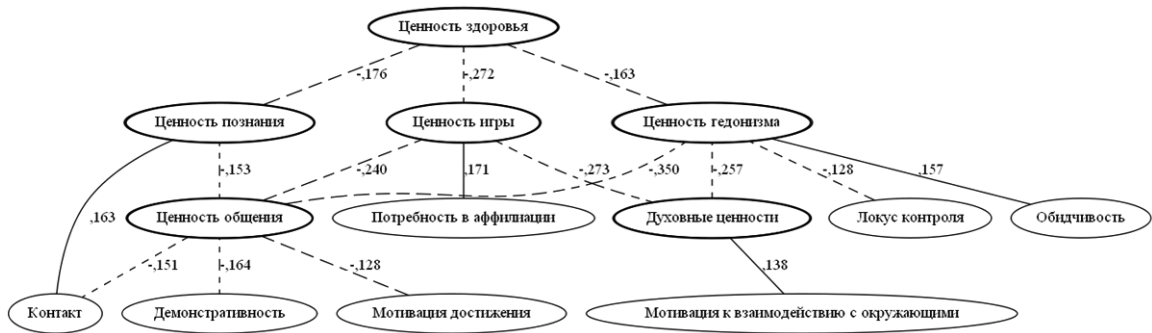 Ценность здоровья
-,176
-,272
-,163
Ценность познания
Ценность игры
Ценность гедонизма
-,153
-,240
,171
-,273
-,350
-,257
-,128
,157
,163
Ценность общения
Потребность в аффилиации
Духовные ценности
Локус контроля
Обидчивость
-,151
-,164
-,128
,138
Контакт
Демонстративность
Мотивация достижения
Мотивация к взаимодействию с окружающими